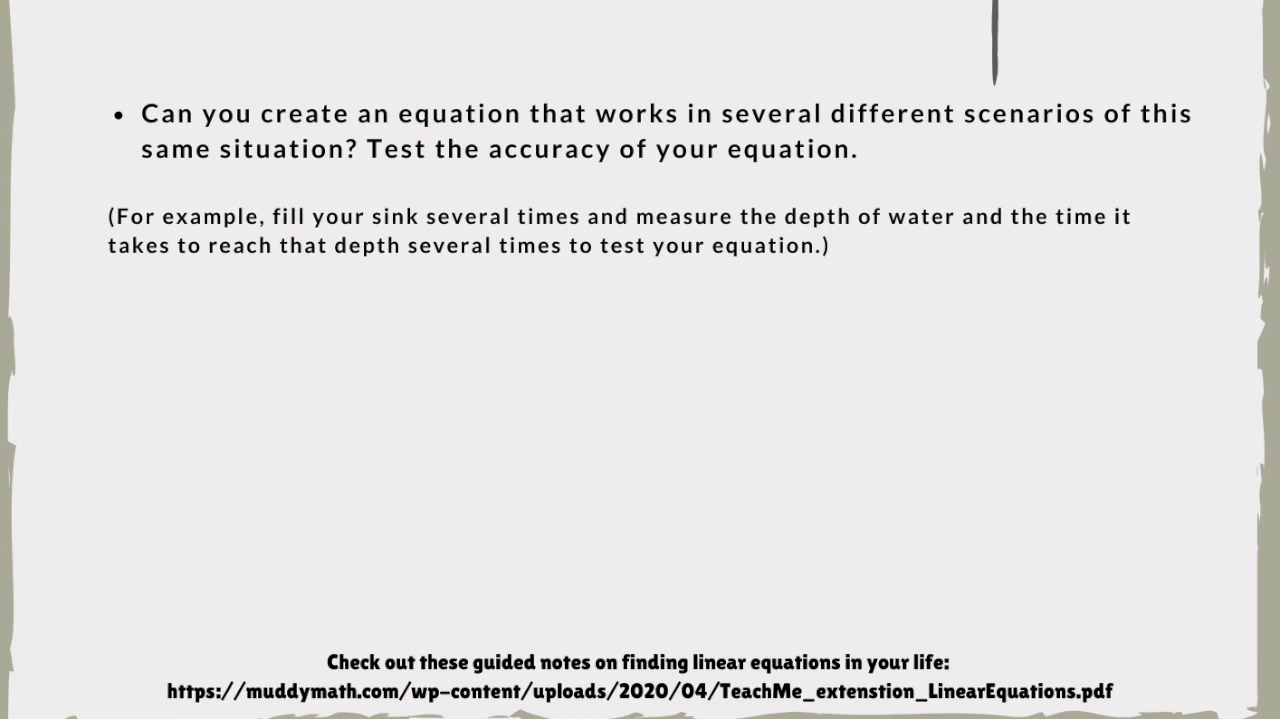 • Can you create an equation that works in several different scenarios of this
same situation? Test the accuracy of your equation.
(For example, fill your sink several times and measure the depth of water and the time it
takes to reach that depth several times to test your equation.)
Check out these guided notes on finding linear equations in your life:
https://muddymath.com/wp-content/uploads/2020/04/TeachMe_extenstion_LinearEquations.pdf